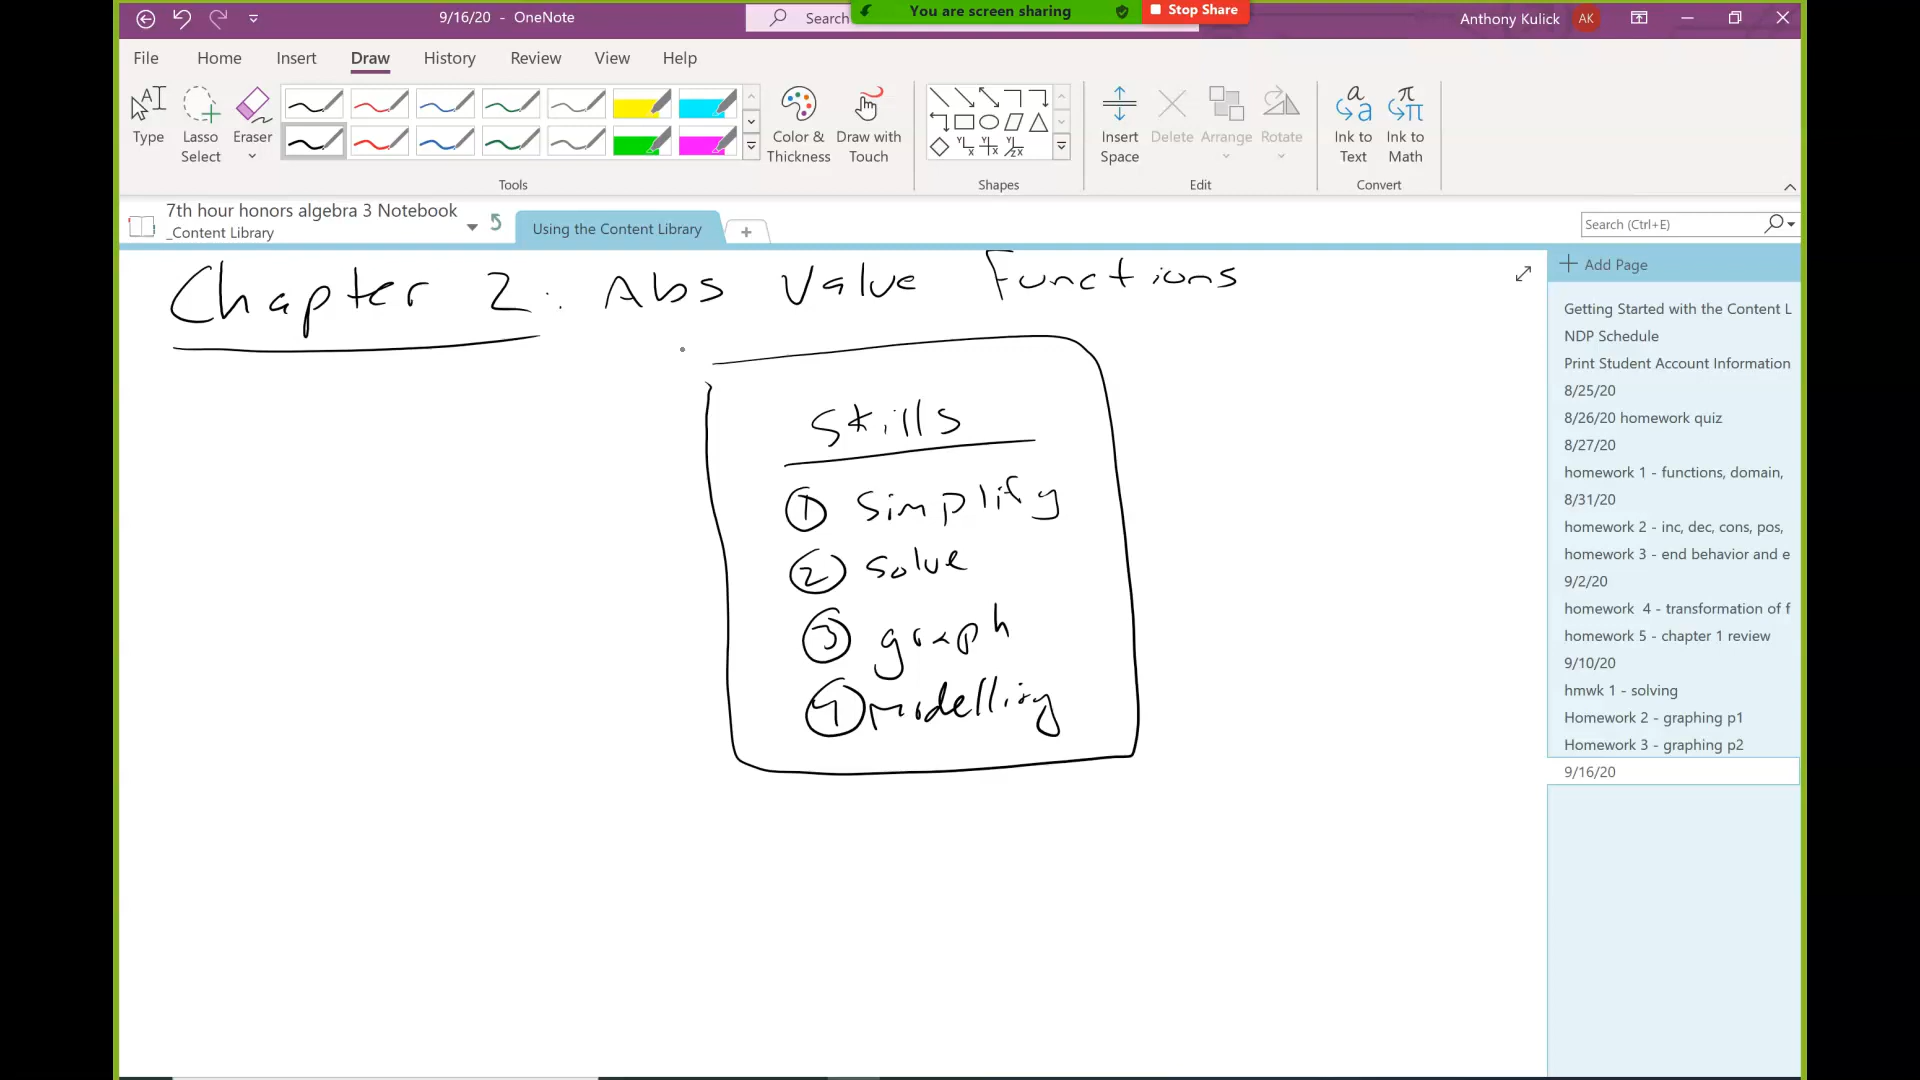 9/16/20 - OneNote
Search
You are screen sharing
Stop Share
Anthony Kulick
AK
File Home Insert Draw History Review View Help
Type
Lasso Select
Eraser
Color & Thickness
Draw with Touch
Insert Space
Delete
Arrange
Rotate
Ink to Text
Ink to Math
Tools
Shapes
Edit
Convert
7th hour honors algebra 3 Notebook
_Content Library
Using the Content Library
Search (Ctrl+E)
Chapter 2: Abs Value Functions
Skills
1 simplify
2 solve
3 graph
4 modelling
Add Page
Getting Started with the Content L
NDP Schedule
Print Student Account Information
8/25/20
8/26/20 homework quiz
8/27/20
homework 1 - functions, domain,
8/31/20
homework 2 - inc, dec, cons, pos,
homework 3 - end behavior and e
9/2/20
homework 4 - transformation of f
homework 5 - chapter 1 review
9/10/20
hmwk 1 - solving
Homework 2 - graphing p1
Homework 3 - graphing p2
9/16/20